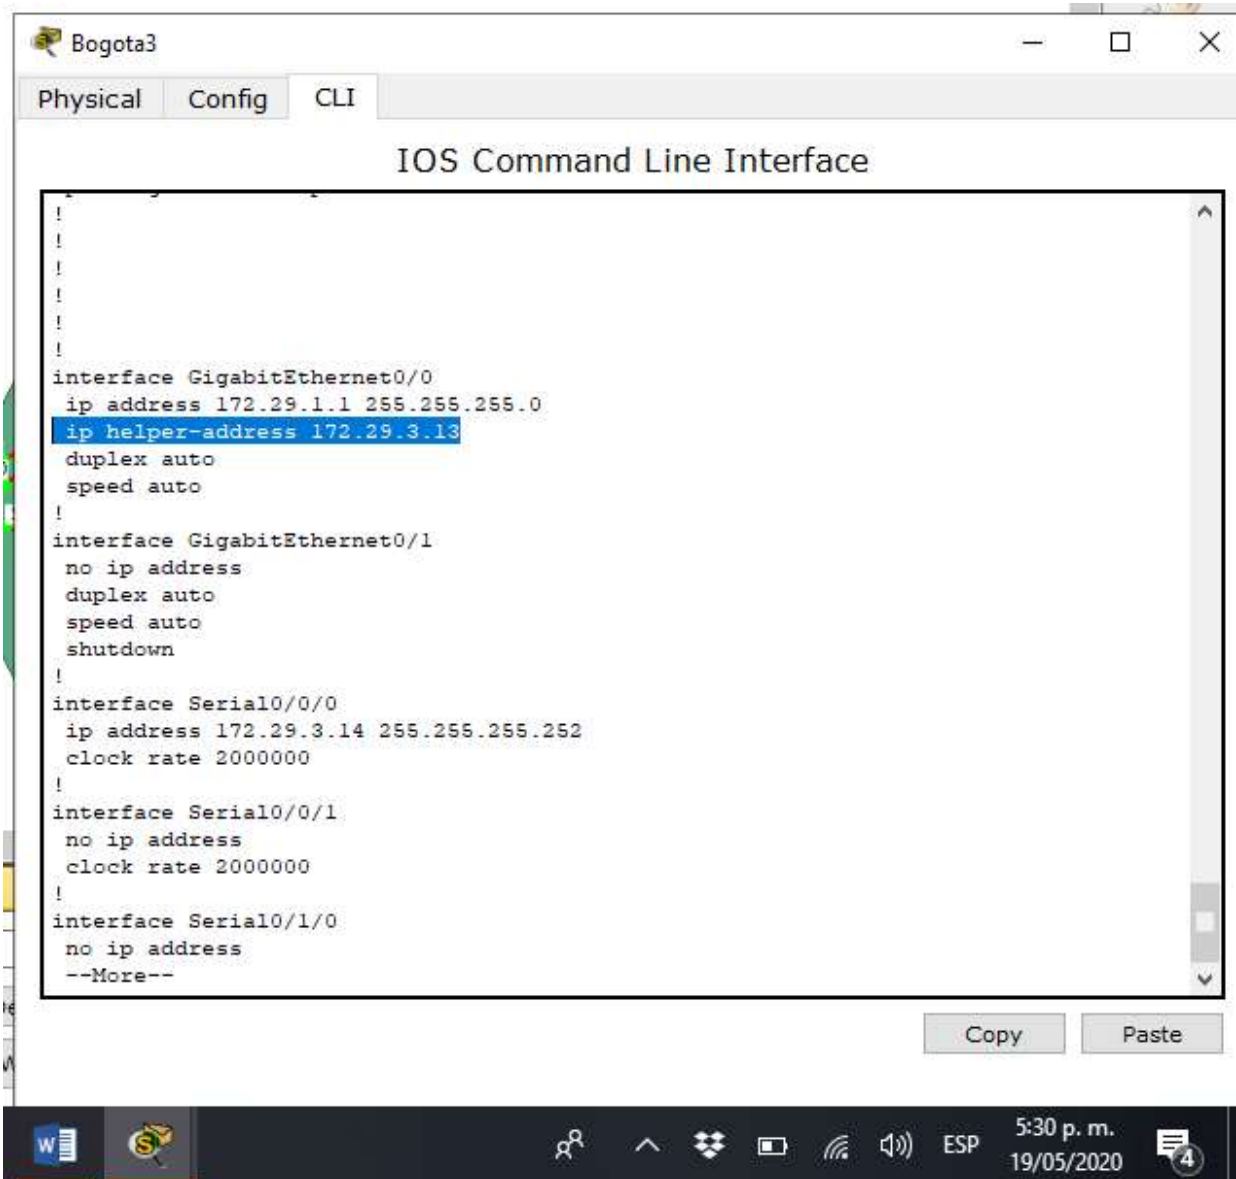 Bogota3
Physical Config CLI
IOS Command Line Interface
!
!
!
!
!
!
interface GigabitEthernet0/0
ip address 172.29.1.1 255.255.255.0
ip helper-address 172.29.3.13
duplex auto
speed auto
!
interface GigabitEthernet0/1
no ip address
duplex auto
speed auto
shutdown
!
interface Serial0/0/0
ip address 172.29.3.14 255.255.255.252
clock rate 2000000
!
interface Serial0/0/1
no ip address
clock rate 2000000
!
interface Serial0/1/0
no ip address
--More--
Copy Paste
ESP
5:30 p. m.
19/05/2020
4